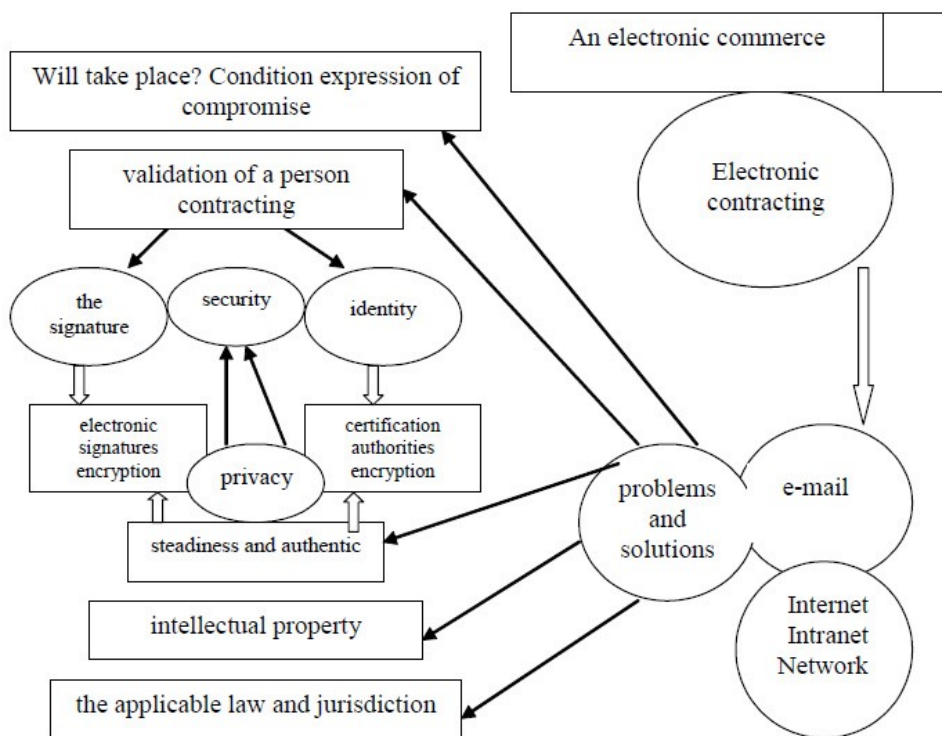 An electronic commerce
Will take place? Condition expression of
compromise
Electronic
contracting
validation of a person
contracting
the
signature
security
identity
electronic
signatures
encryption
certification
authorities
encryption
privacy
problems
and
solutions
e-mail
steadiness and authentic
Internet
Intranet
Network
intellectual property
the applicable law and jurisdiction